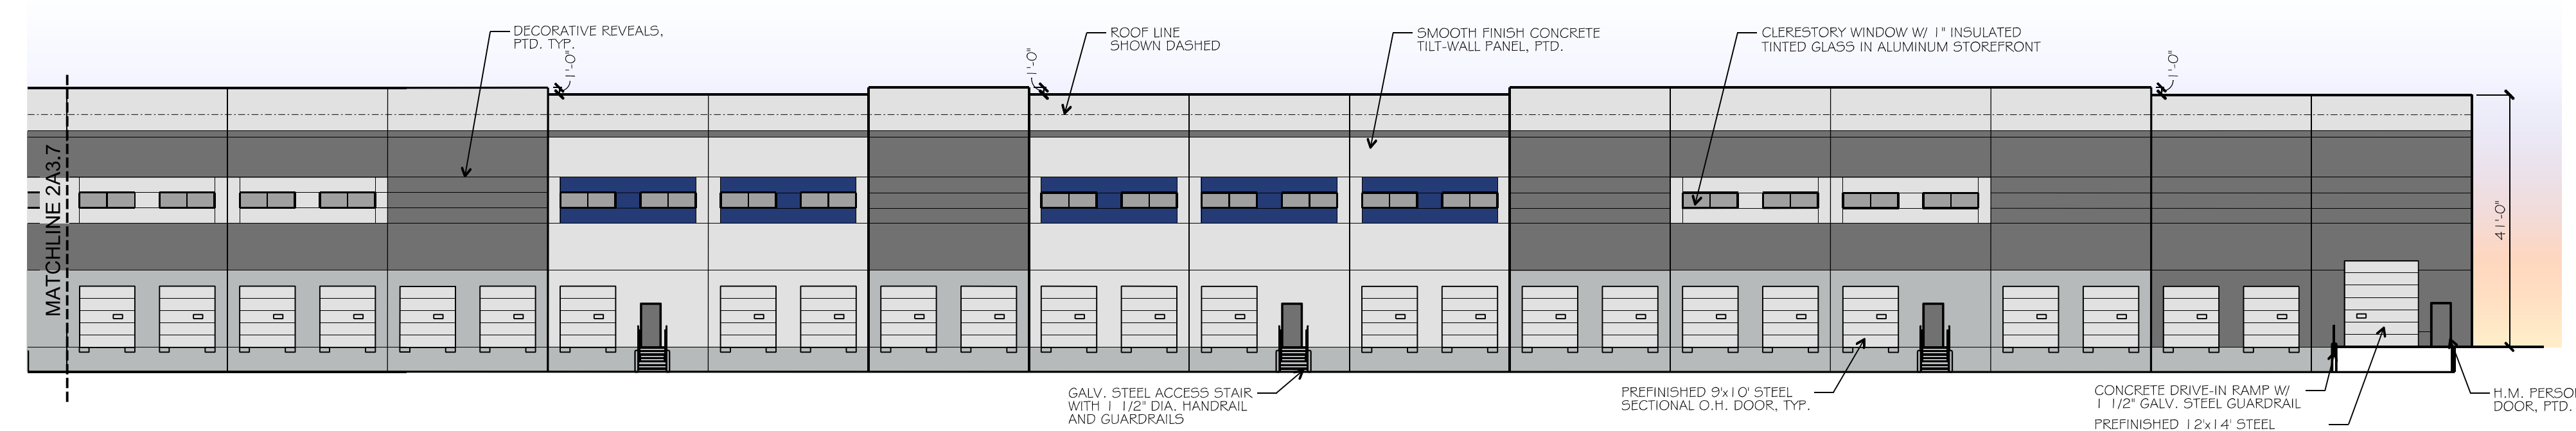 DECORATIVE REVEALS,
PTD. TYP.
1'-0"
1'-0"
ROOF LINE
SHOWN DASHED
SMOOTH FINISH CONCRETE
TILT-WALL PANEL, PTD.
CLERESTORY WINDOW W/ 1" INSULATED
TINTED GLASS IN ALUMINUM STOREFRONT
1'-0"
MATCHLINE 2A3.7
41'-0"
GALV. STEEL ACCESS STAIR
WITH 1 1/2" DIA. HANDRAIL
AND GUARDRAILS
PREFINISHED 9'x10' STEEL
SECTIONAL O.H. DOOR, TYP.
CONCRETE DRIVE-IN RAMP W/
1 1/2" GALV. STEEL GUARDRAIL
PREFINISHED 12'x14' STEEL
H.M. PERSO
DOOR, PTD.